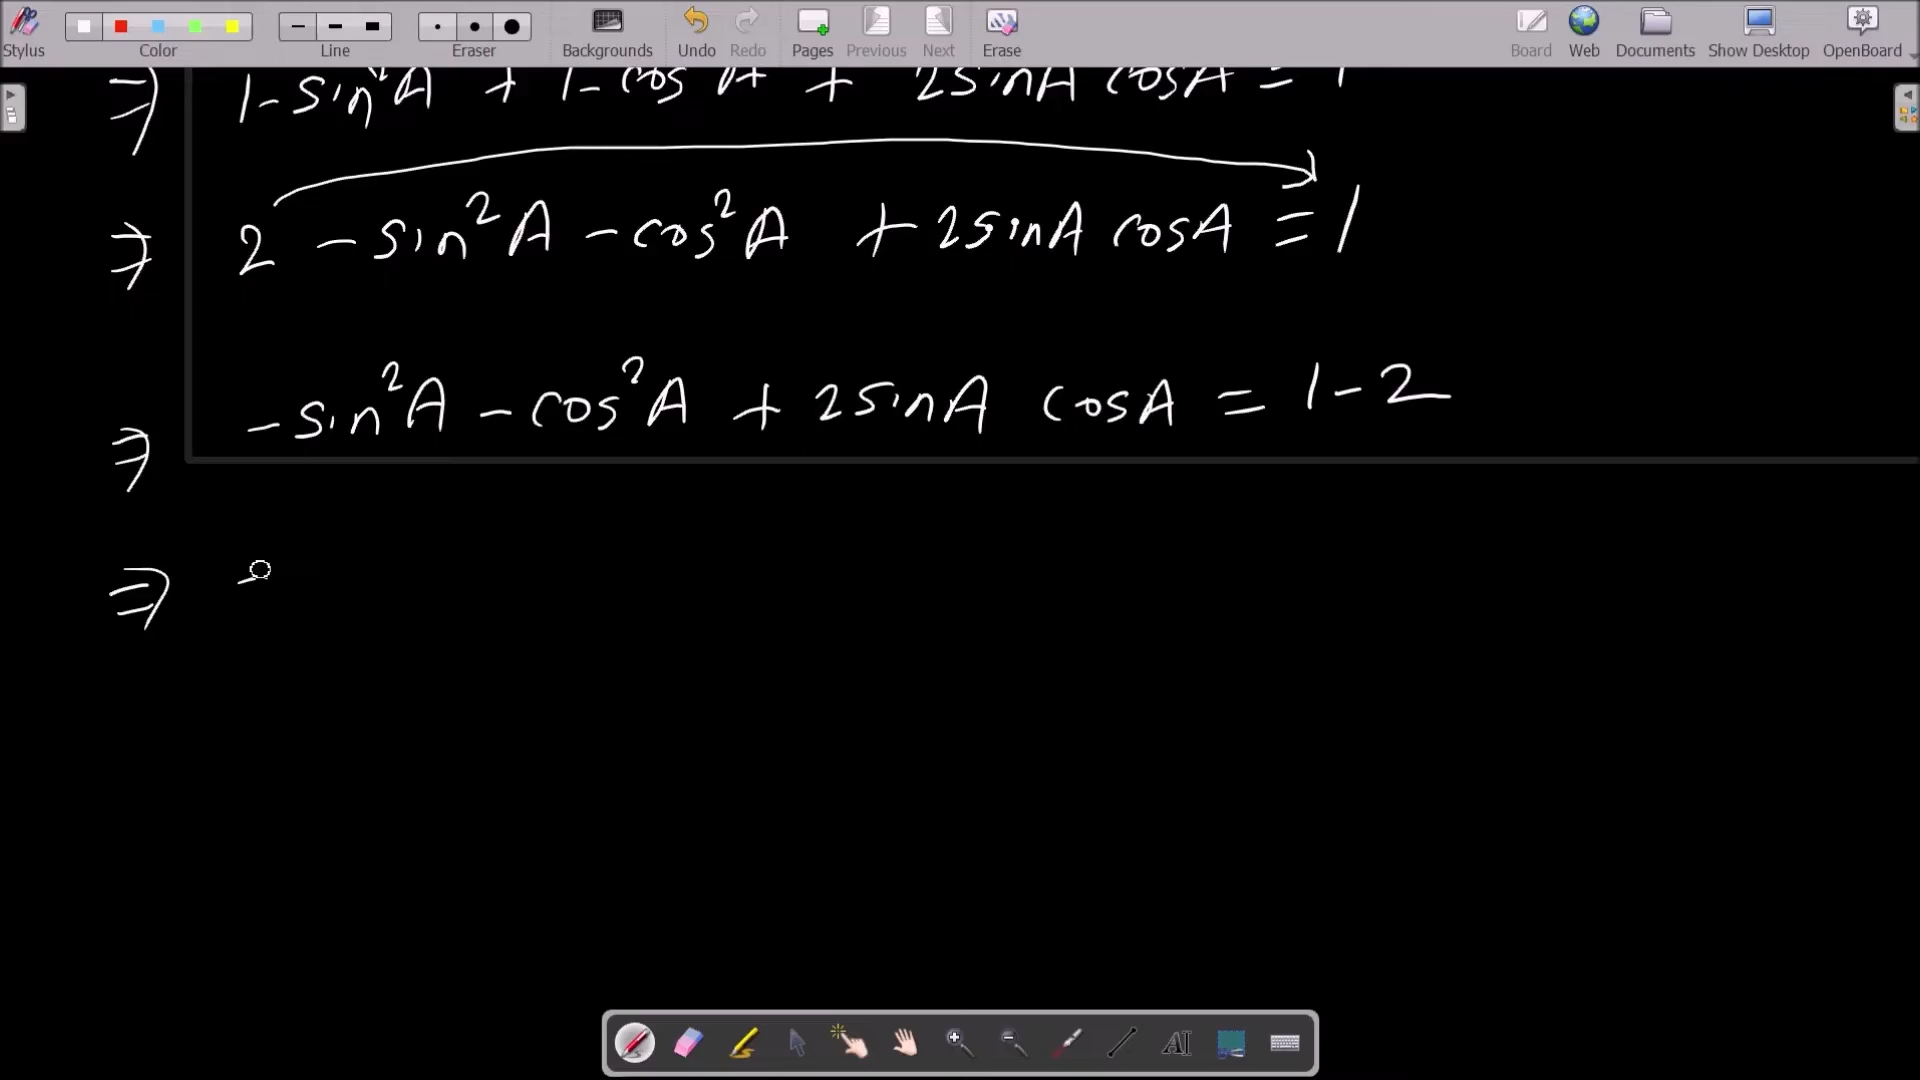 Stylus Color Line Eraser Backgrounds Undo Redo Pages Previous Next Erase Board Web Documents Show Desktop OpenBoard
⇒ 1 - sin²A + 1 - cos²A + 2sinA cosA = 1
⇒ 2 - sin²A - cos²A + 2sinA cosA = 1
⇒ -sin²A - cos²A + 2sinA cosA = 1 - 2
⇒ -